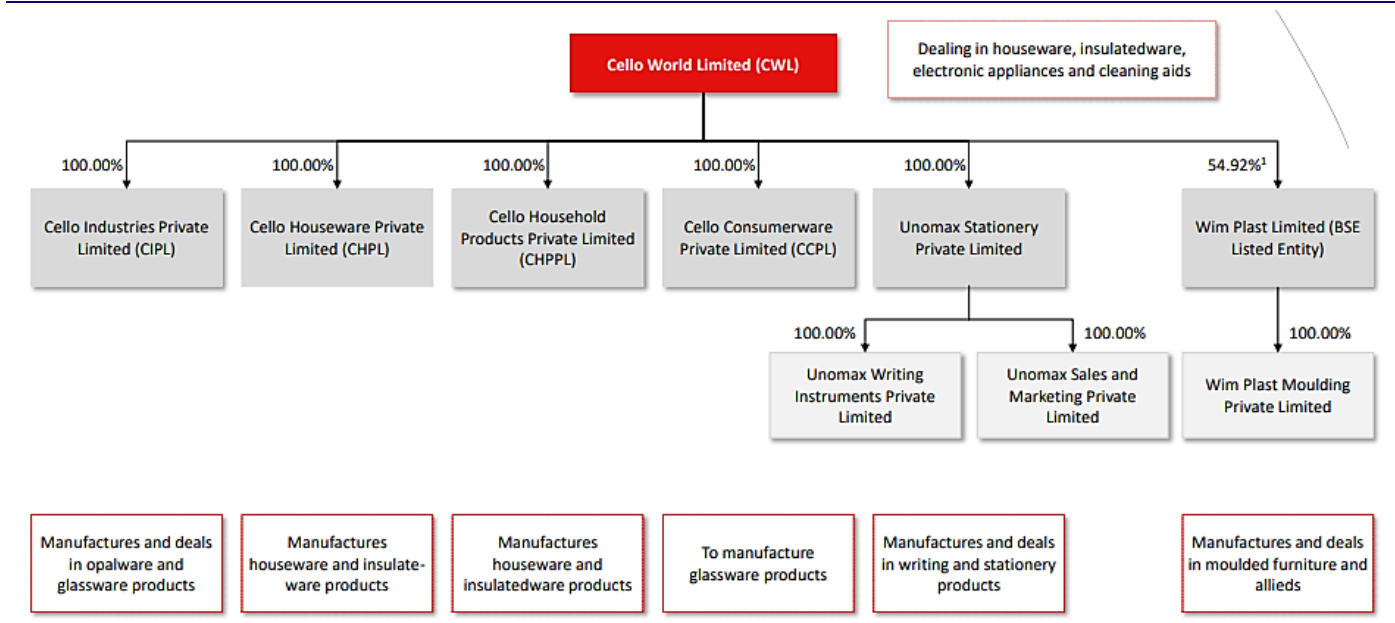 Cello World Limited (CWL)
Dealing in houseware, insulatedware,
electronic appliances and cleaning aids
100.00%
100.00%
100.00%
100.00%
100.00%
54.92%¹
Cello Industries Private
Limited (CIPL)
Cello Houseware Private
Limited (CHPL)
Cello Household
Products Private Limited
(CHPPL)
Cello Consumerware
Private Limited (CCPL)
Unomax Stationery
Private Limited
Wim Plast Limited (BSE
Listed Entity)
100.00%
100.00%
100.00%
Unomax Writing
Instruments Private
Limited
Unomax Sales and
Marketing Private
Limited
Wim Plast Moulding
Private Limited
Manufactures and deals
in opalware and
glassware products
Manufactures
houseware and insulate-
ware products
Manufactures
houseware and
insulatedware products
To manufacture
glassware products
Manufactures and deals
in writing and stationery
products
Manufactures and deals
in moulded furniture and
allieds